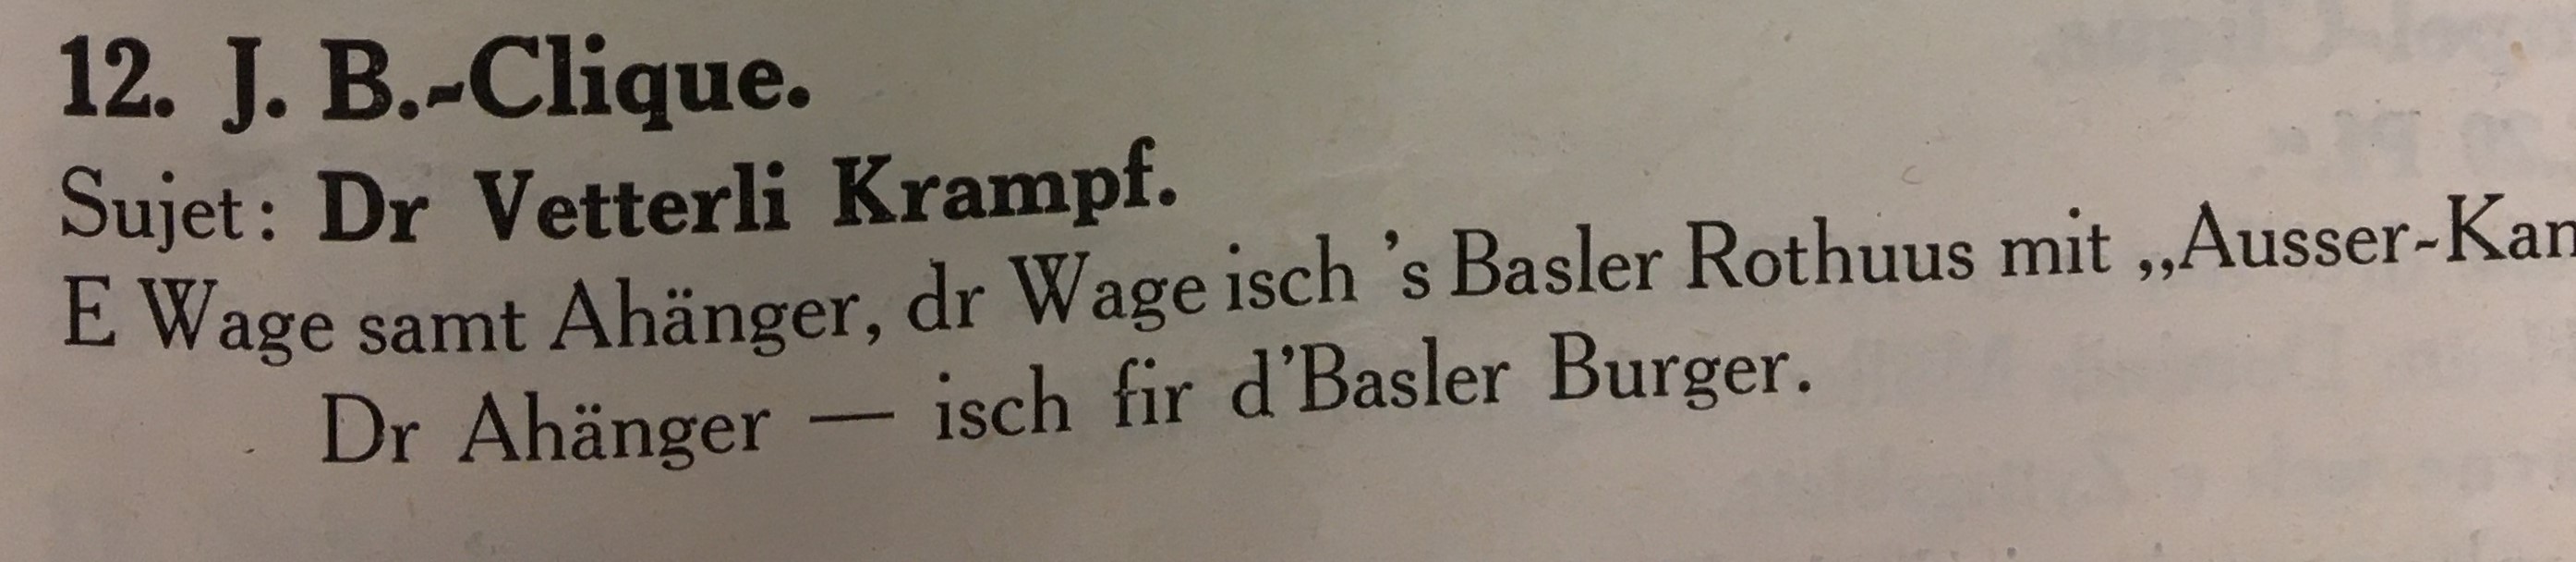 12. J. B.-Clique.
Sujet: Dr Vetterli Krampf.
E Wage samt Ahänger, dr Wage isch 's Basler Rothuus mit „Ausser-Kan
Dr Ahänger — isch fir d'Basler Burger.